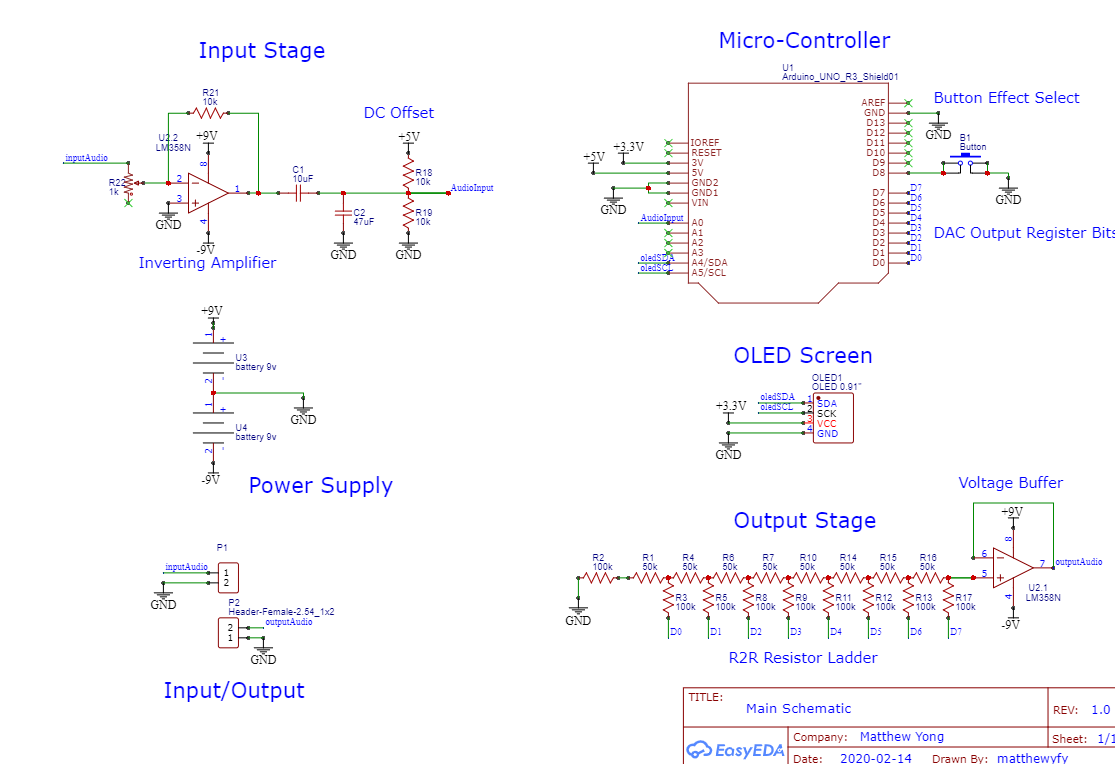 Input Stage
R21
10k
DC Offset
U2.2
LM358N
+9V
8
inputAudio
R22
1k
2
3
1
4
GND
-9V
Inverting Amplifier
C1
10uF
C2
47uF
GND
+5V
R18
10k
AudioInput
R19
10k
GND
Micro-Controller
U1
Arduino_UNO_R3_Shield01
AREF
GND
D13
D12
D11
D10
D9
D8
D7
D6
D5
D4
D3
D2
D1
D0
IOREF
RESET
3V
5V
GND2
GND1
VIN
A0
A1
A2
A3
A4/SDA
A5/SCL
+5V
+3.3V
GND
AudioInput
oledSDA
oledSCL
Button Effect Select
GND
B1
Button
GND
D7
D6
D5
D4
D3
D2
D1
D0
DAC Output Register Bits
+9V
1
+
U3
battery 9v
2
-
GND
1
+
U4
battery 9v
2
-
-9V
Power Supply
OLED Screen
OLED1
OLED 0.91"
oledSDA
oledSCL
+3.3V
1
2
3
4
SDA
SCK
VCC
GND
GND
P1
inputAudio
1
2
GND
P2
Header-Female-2.54_1x2
outputAudio
2
1
GND
Input/Output
Output Stage
Voltage Buffer
+9V
8
6
5
7
4
outputAudio
U2.1
LM358N
-9V
R2
100k
R1
50k
R4
50k
R6
50k
R7
50k
R10
50k
R14
50k
R15
50k
R16
50k
R3
100k
R5
100k
R8
100k
R9
100k
R11
100k
R12
100k
R13
100k
R17
100k
GND
D0
D1
D2
D3
D4
D5
D6
D7
R2R Resistor Ladder
TITLE:
Main Schematic
REV: 1.0
EasyEDA
Company: Matthew Yong
Sheet: 1/1
Date: 2020-02-14
Drawn By: matthewyfy